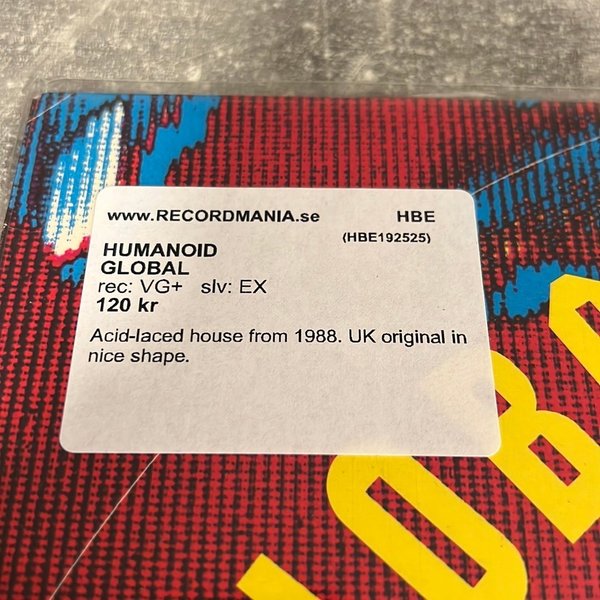 www.RECORDMANIA.se HBE
(HBE192525)
HUMANOID
GLOBAL
rec: VG+ slv: EX
120 kr
Acid-laced house from 1988. UK original in
nice shape.
LOBA